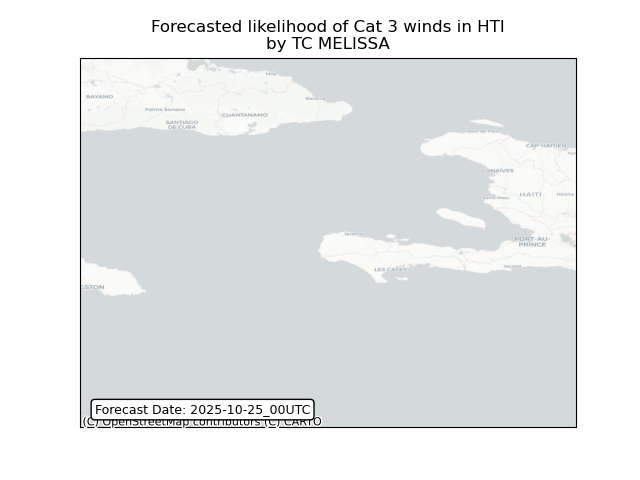 Forecasted likelihood of Cat 3 winds in HTI
by TC MELISSA
BAYAMO
Palma Soriano
SANTIAGO
DE CUBA
GUANTANAMO
Moa
Baracoa
Port-de-Paix
CAP-HAITIEN
GONAÏVES
HAITI
Hinche
Saint-Marc
PORT-AU-
PRINCE
Jérémie
LES CAYES
Jacmel
GSTON
Forecast Date: 2025-10-25_00UTC
(C) OpenStreetMap contributors (C) CARTO